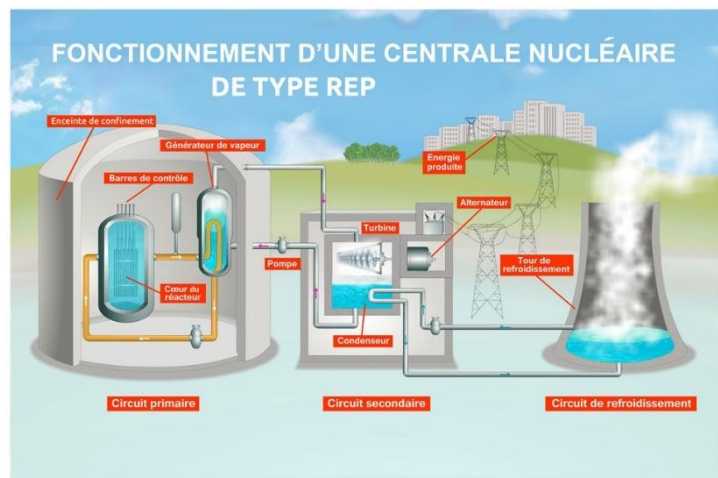 FONCTIONNEMENT D'UNE CENTRALE NUCLÉAIRE
DE TYPE REP
Enceinte de confinement
Générateur de vapeur
Barres de contrôle
Energie
produite
Alternateur
Turbine
Tour de
refroidissement
Pompe
Cœur du
réacteur
Condenseur
Circuit primaire
Circuit secondaire
Circuit de refroidissement